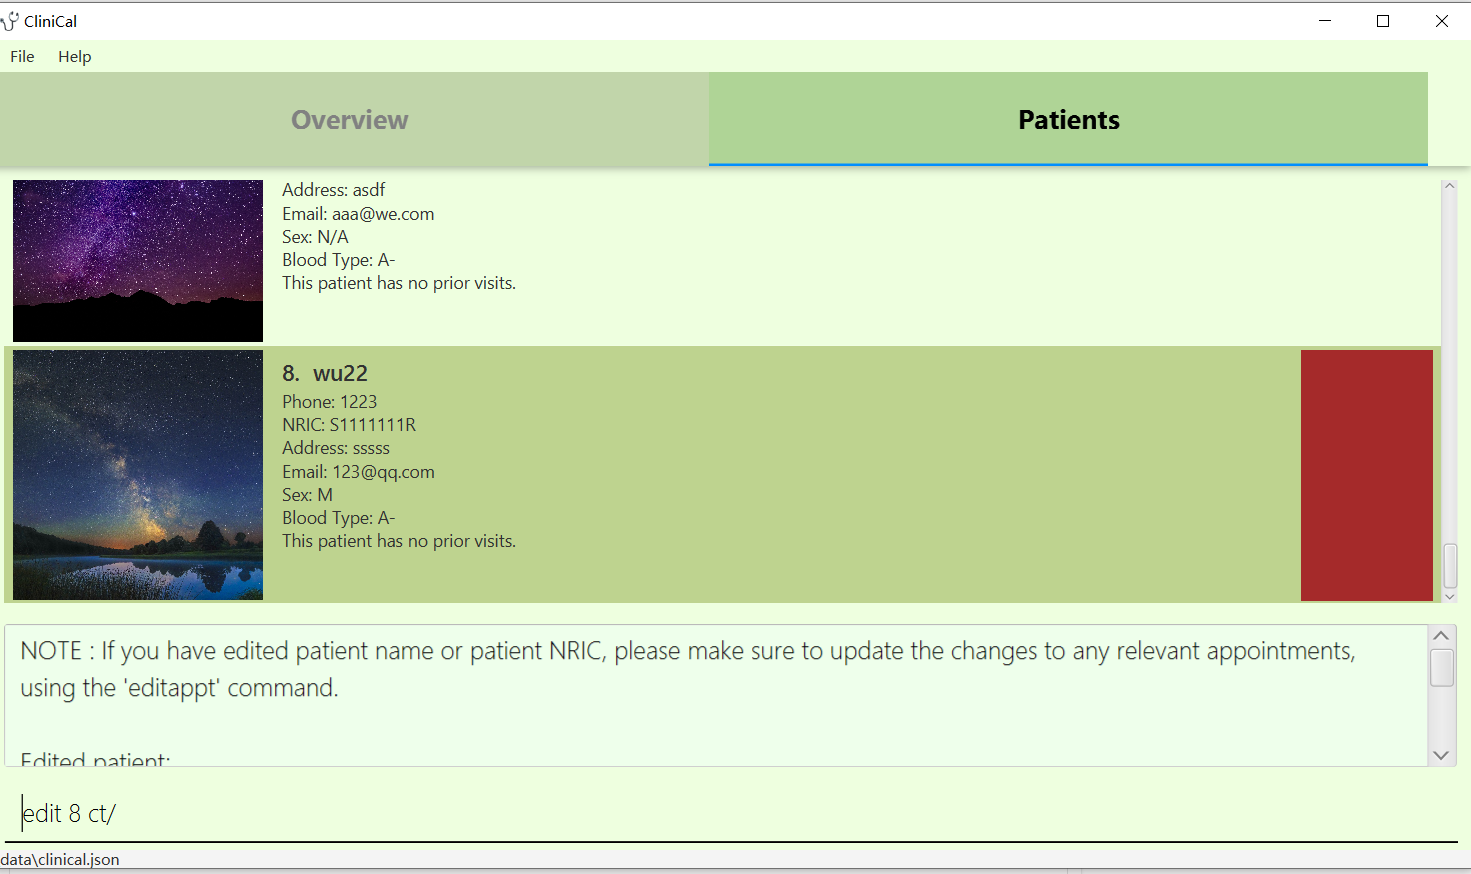 CliniCal
File Help
Overview Patients
Address: asdf
Email: aaa@we.com
Sex: N/A
Blood Type: A-
This patient has no prior visits.
8. wu22
Phone: 1223
NRIC: S1111111R
Address: sssss
Email: 123@qq.com
Sex: M
Blood Type: A-
This patient has no prior visits.
NOTE : If you have edited patient name or patient NRIC, please make sure to update the changes to any relevant appointments,
using the 'editappt' command.
Edited patient:
edit 8 ct/
data\clinical.json